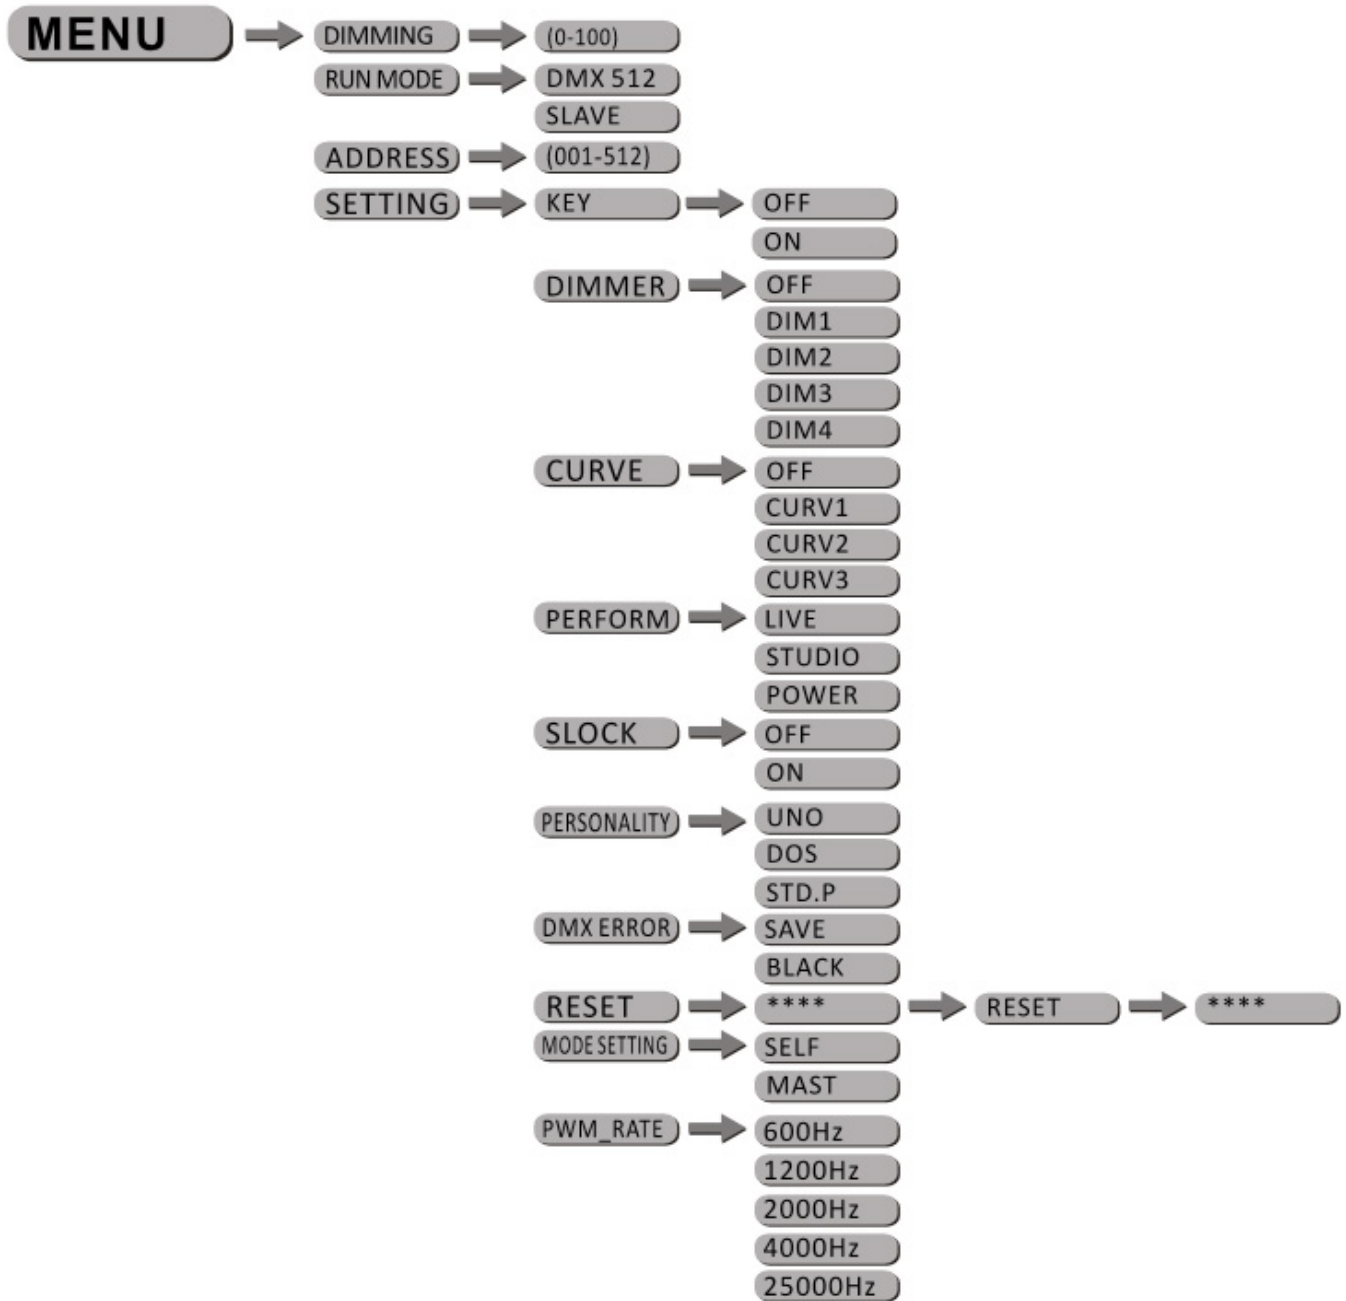 MENU DIMMING (0-100)
RUN MODE DMX 512
SLAVE
ADDRESS (001-512)
SETTING KEY OFF
ON
DIMMER OFF
DIM1
DIM2
DIM3
DIM4
CURVE OFF
CURV1
CURV2
CURV3
PERFORM LIVE
STUDIO
POWER
SLOCK OFF
ON
PERSONALITY UNO
DOS
STD.P
DMX ERROR SAVE
BLACK
RESET **** RESET ****
MODE SETTING SELF
MAST
PWM_RATE 600Hz
1200Hz
2000Hz
4000Hz
25000Hz